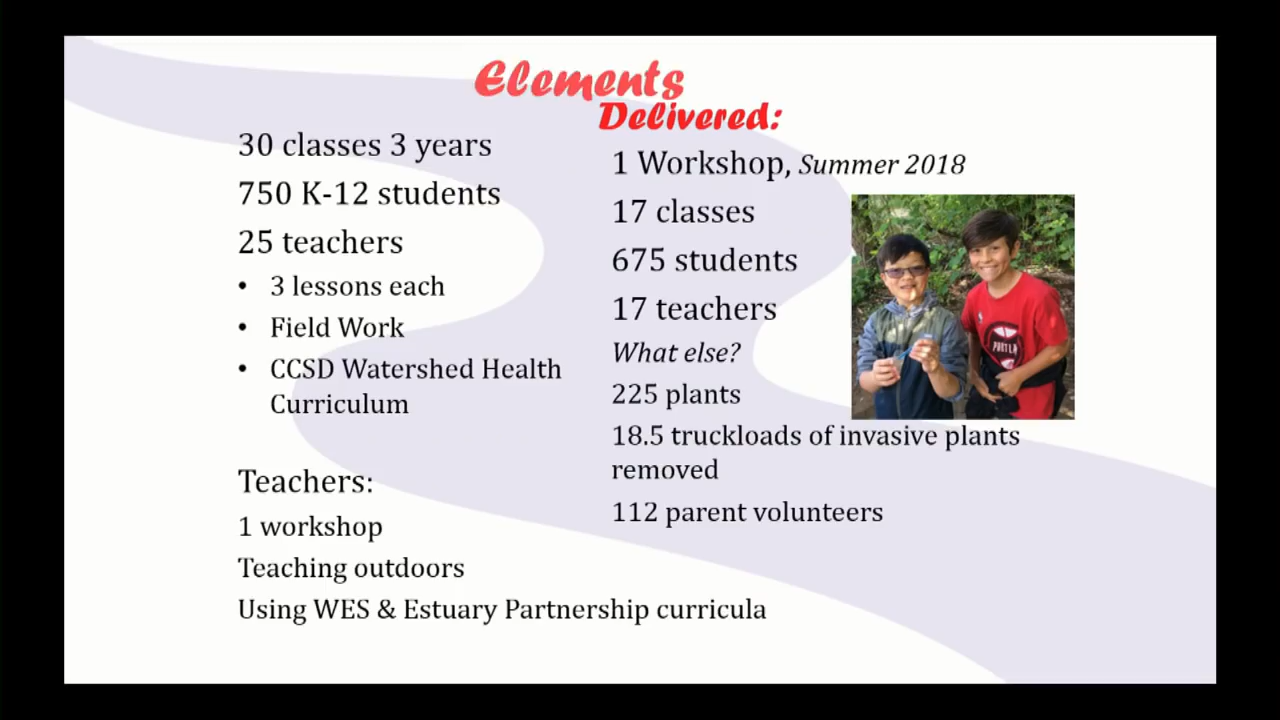 Elements
Delivered:
30 classes 3 years
750 K-12 students
25 teachers
• 3 lessons each
• Field Work
• CCSD Watershed Health
Curriculum
Teachers:
1 workshop
Teaching outdoors
Using WES & Estuary Partnership curricula
1 Workshop, Summer 2018
17 classes
675 students
17 teachers
What else?
225 plants
18.5 truckloads of invasive plants
removed
112 parent volunteers